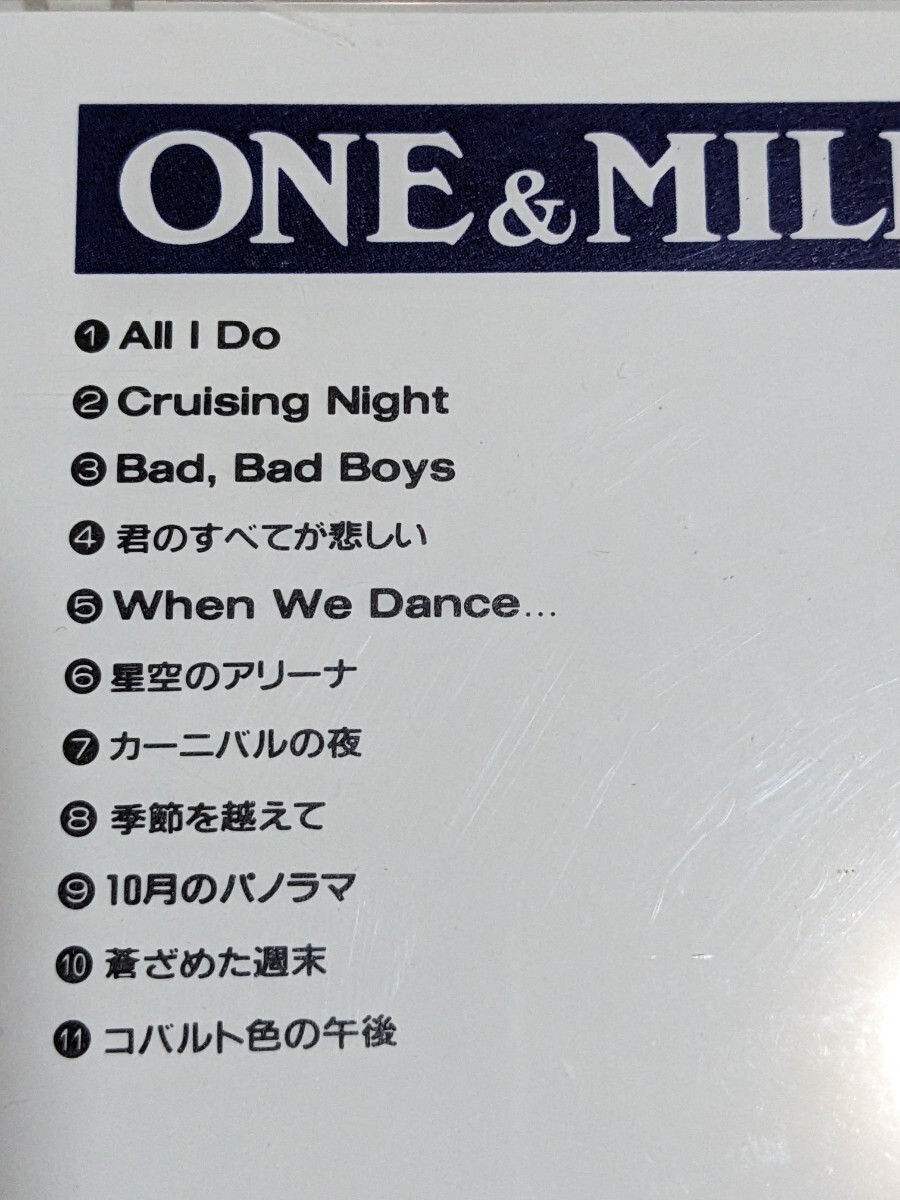 ONE & MIL
❶ All I Do
❷ Cruising Night
❸ Bad, Bad Boys
❹ 君のすべてが悲しい
❺ When We Dance...
❻ 星空のアリーナ
❼ カーニバルの夜
❽ 季節を越えて
❾ 10月のパノラマ
❿ 蒼ざめた週末
⓫ コバルト色の午後